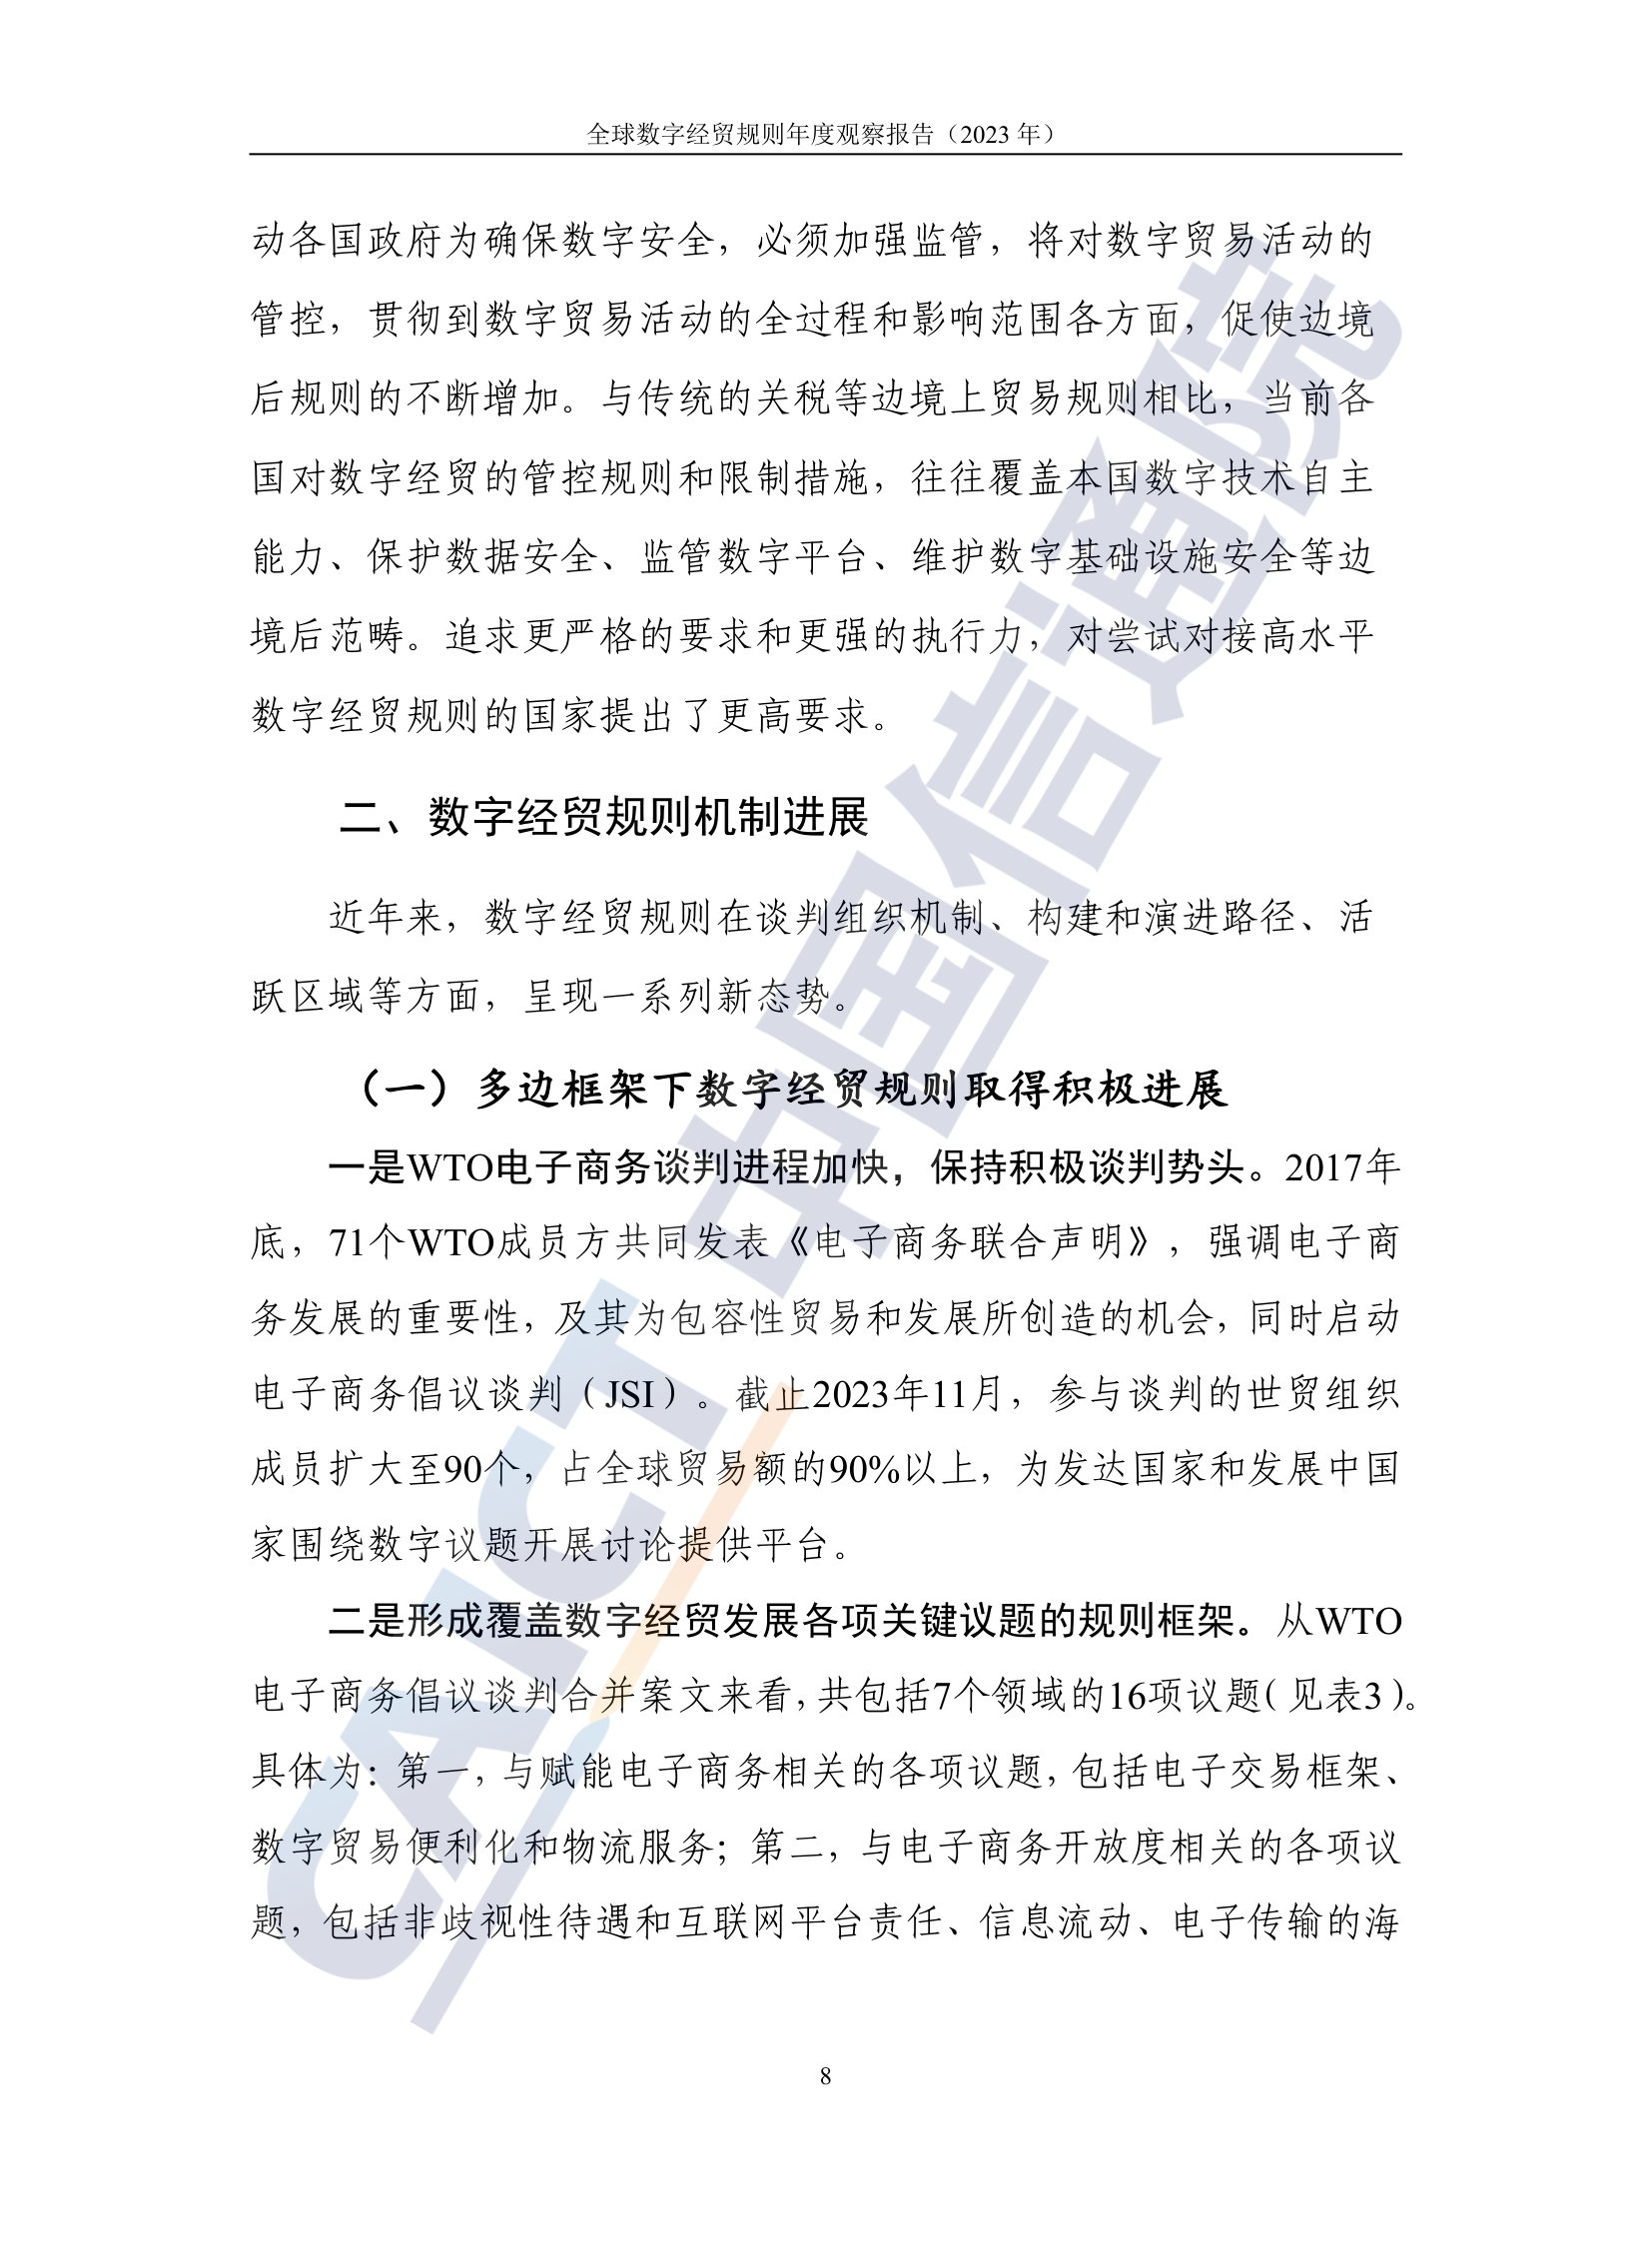 全球数字经贸规则年度观察报告（2023 年）
动各国政府为确保数字安全，必须加强监管，将对数字贸易活动的
管控，贯彻到数字贸易活动的全过程和影响范围各方面，促使边境
后规则的不断增加。与传统的关税等边境上贸易规则相比，当前各
国对数字经贸的管控规则和限制措施，往往覆盖本国数字技术自主
能力、保护数据安全、监管数字平台、维护数字基础设施安全等边
境后范畴。追求更严格的要求和更强的执行力，对尝试对接高水平
数字经贸规则的国家提出了更高要求。
二、数字经贸规则机制进展
近年来，数字经贸规则在谈判组织机制、构建和演进路径、活
跃区域等方面，呈现一系列新态势。
（一）多边框架下数字经贸规则取得积极进展
一是WTO电子商务谈判进程加快，保持积极谈判势头。2017年
底，71个WTO成员方共同发表《电子商务联合声明》，强调电子商
务发展的重要性，及其为包容性贸易和发展所创造的机会，同时启动
电子商务倡议谈判（JSI）。截止2023年11月，参与谈判的世贸组织
成员扩大至90个，占全球贸易额的90%以上，为发达国家和发展中国
家围绕数字议题开展讨论提供平台。
二是形成覆盖数字经贸发展各项关键议题的规则框架。从WTO
电子商务倡议谈判合并案文来看，共包括7个领域的16项议题（见表3）。
具体为：第一，与赋能电子商务相关的各项议题，包括电子交易框架、
数字贸易便利化和物流服务；第二，与电子商务开放度相关的各项议
题，包括非歧视性待遇和互联网平台责任、信息流动、电子传输的海
8
CAICT 中国信通院